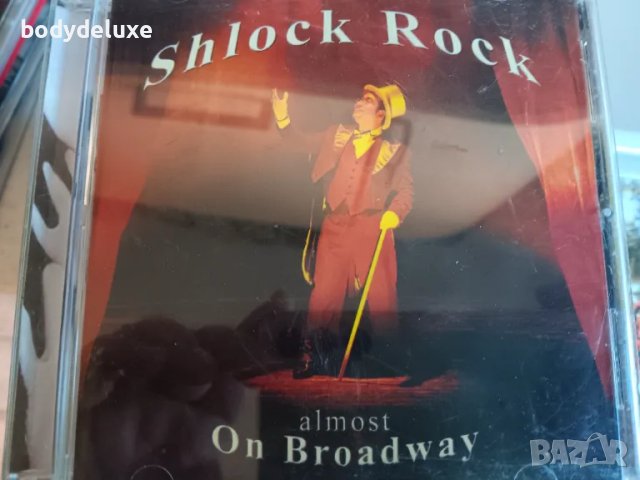 bodydeluxe
Shlock Rock
almost
On Broadway
BAZAR